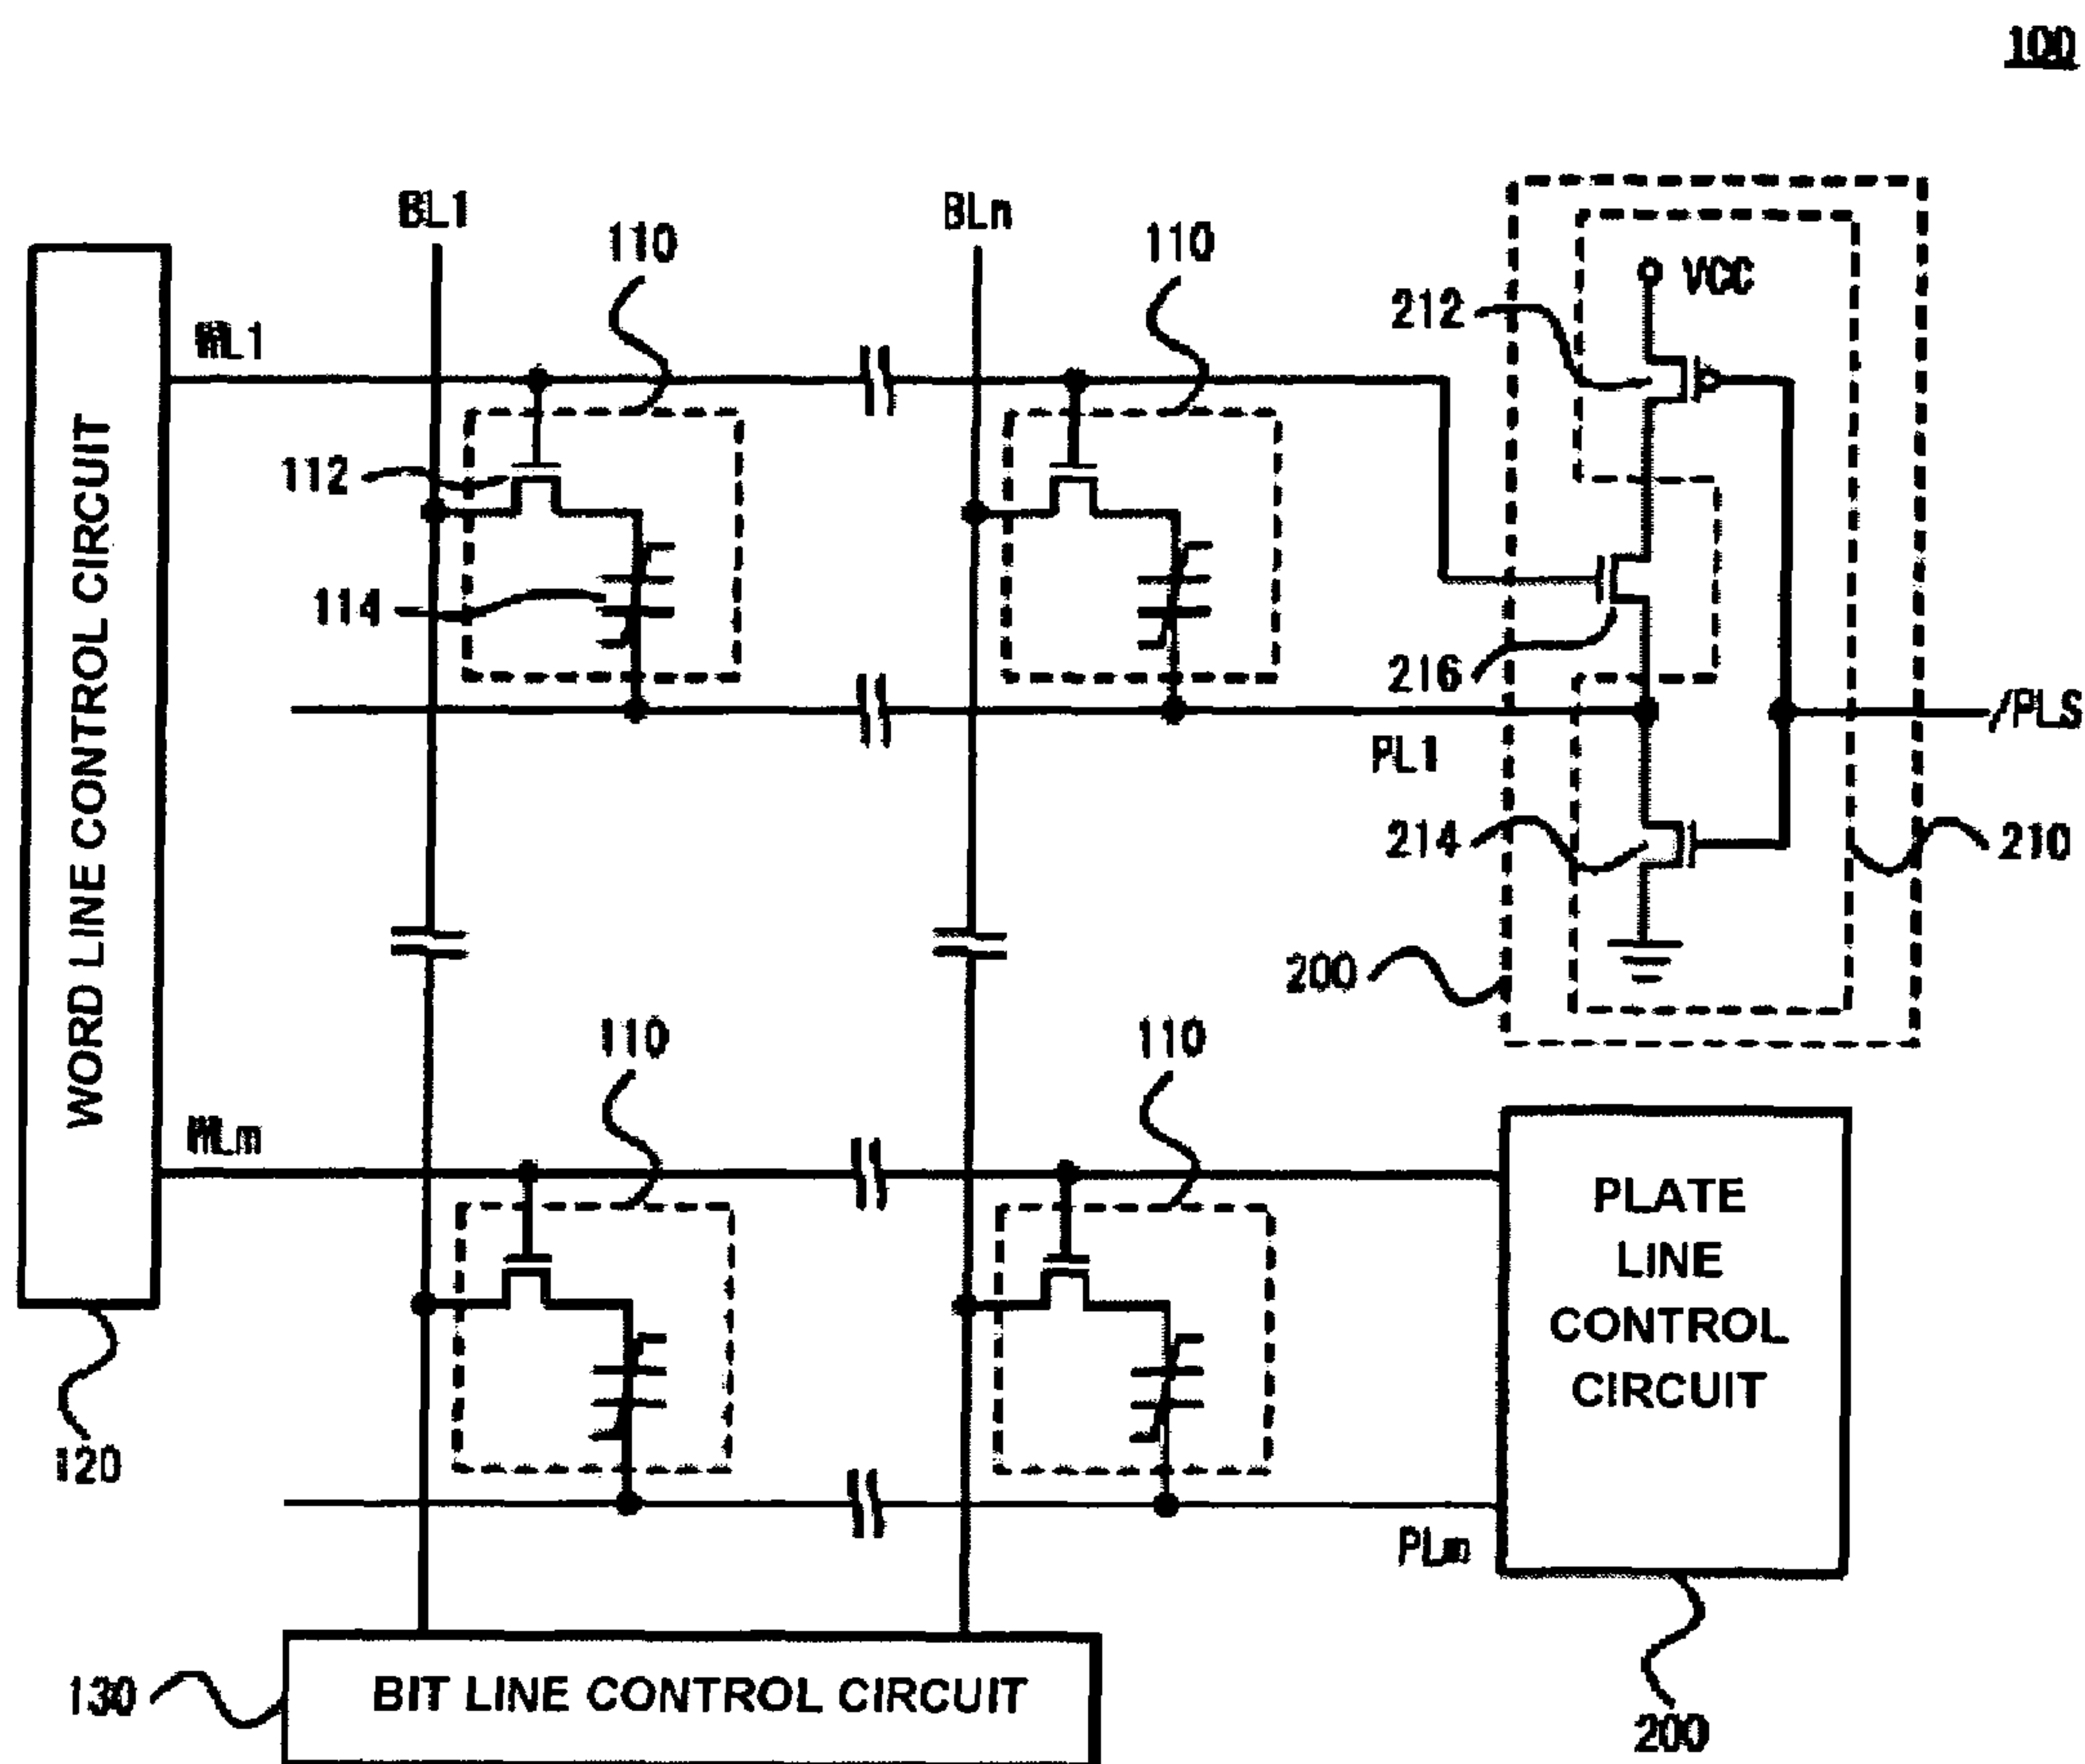 100
BL1
110
BLn
110
VCC
212
WL1
WORD LINE CONTROL CIRCUIT
112
114
216
/PLS
PL1
214
210
200
110
110
WLm
PLATE
LINE
CONTROL
CIRCUIT
120
PLm
130
BIT LINE CONTROL CIRCUIT
200